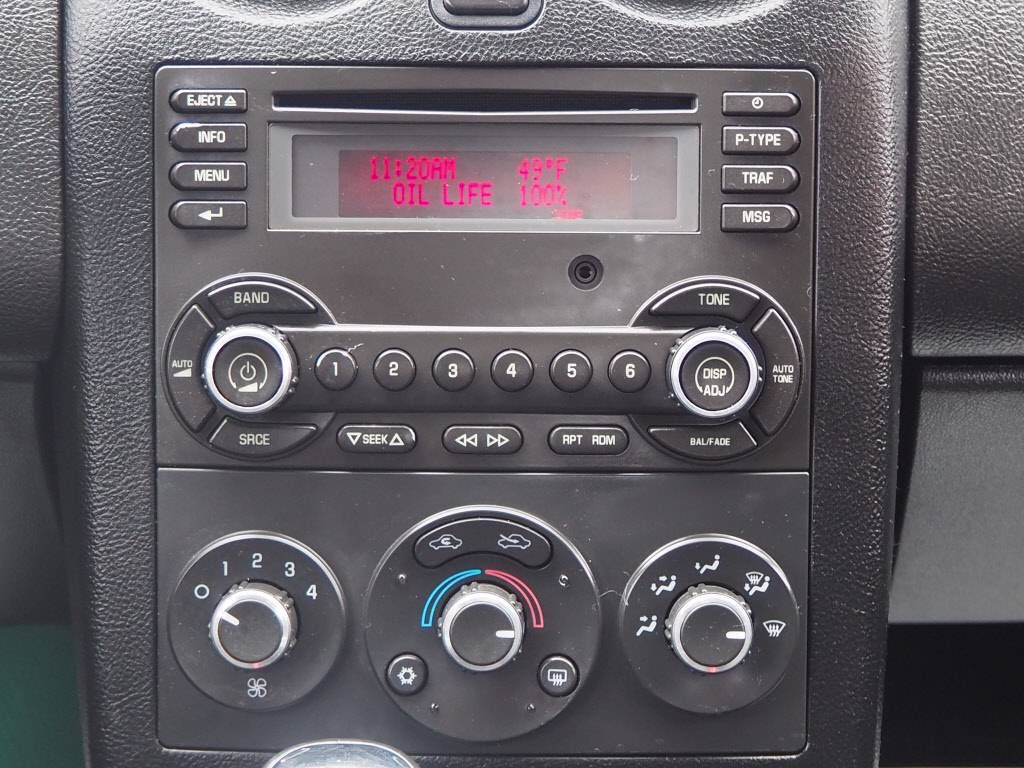 EJECT
INFO
MENU
11:20AM 49°F
OIL LIFE 100%
P-TYPE
TRAF
MSG
BAND
TONE
AUTO
1 2 3 4 5 6
DISP
ADJ
AUTO
TONE
SRCE
SEEK
RPT RDM
BAL/FADE
O 1 2 3 4